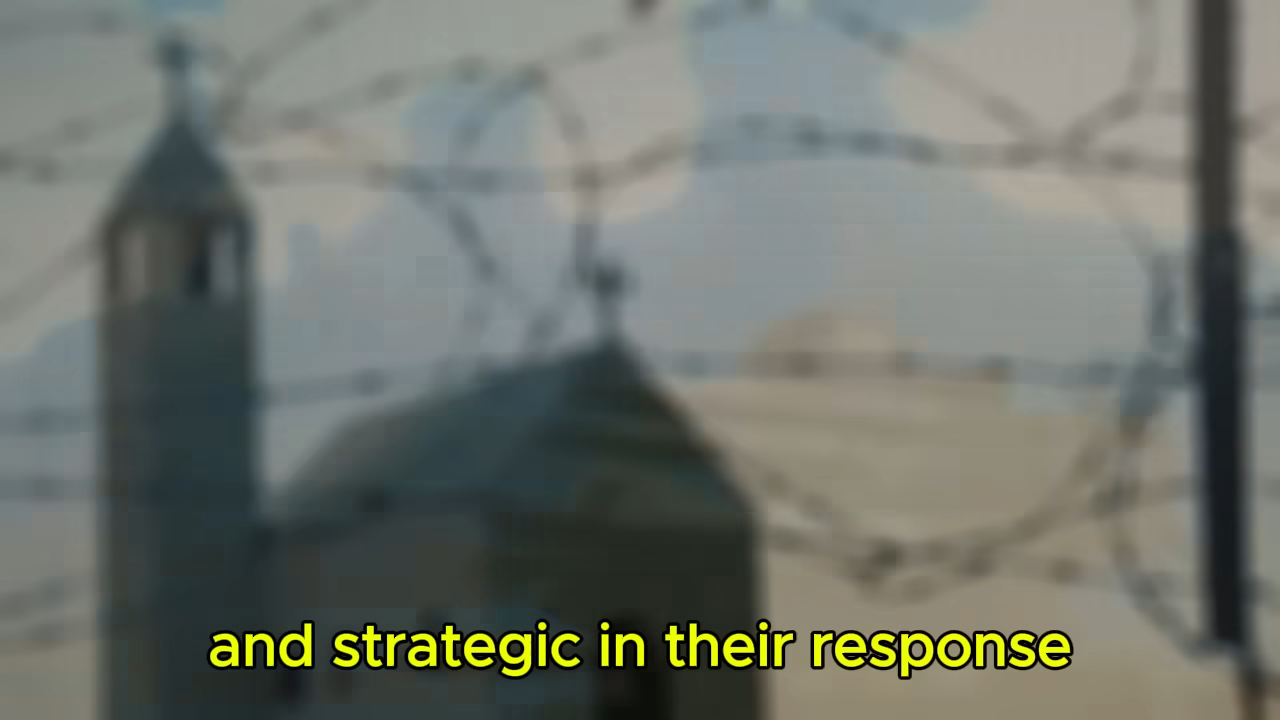 and strategic in their response